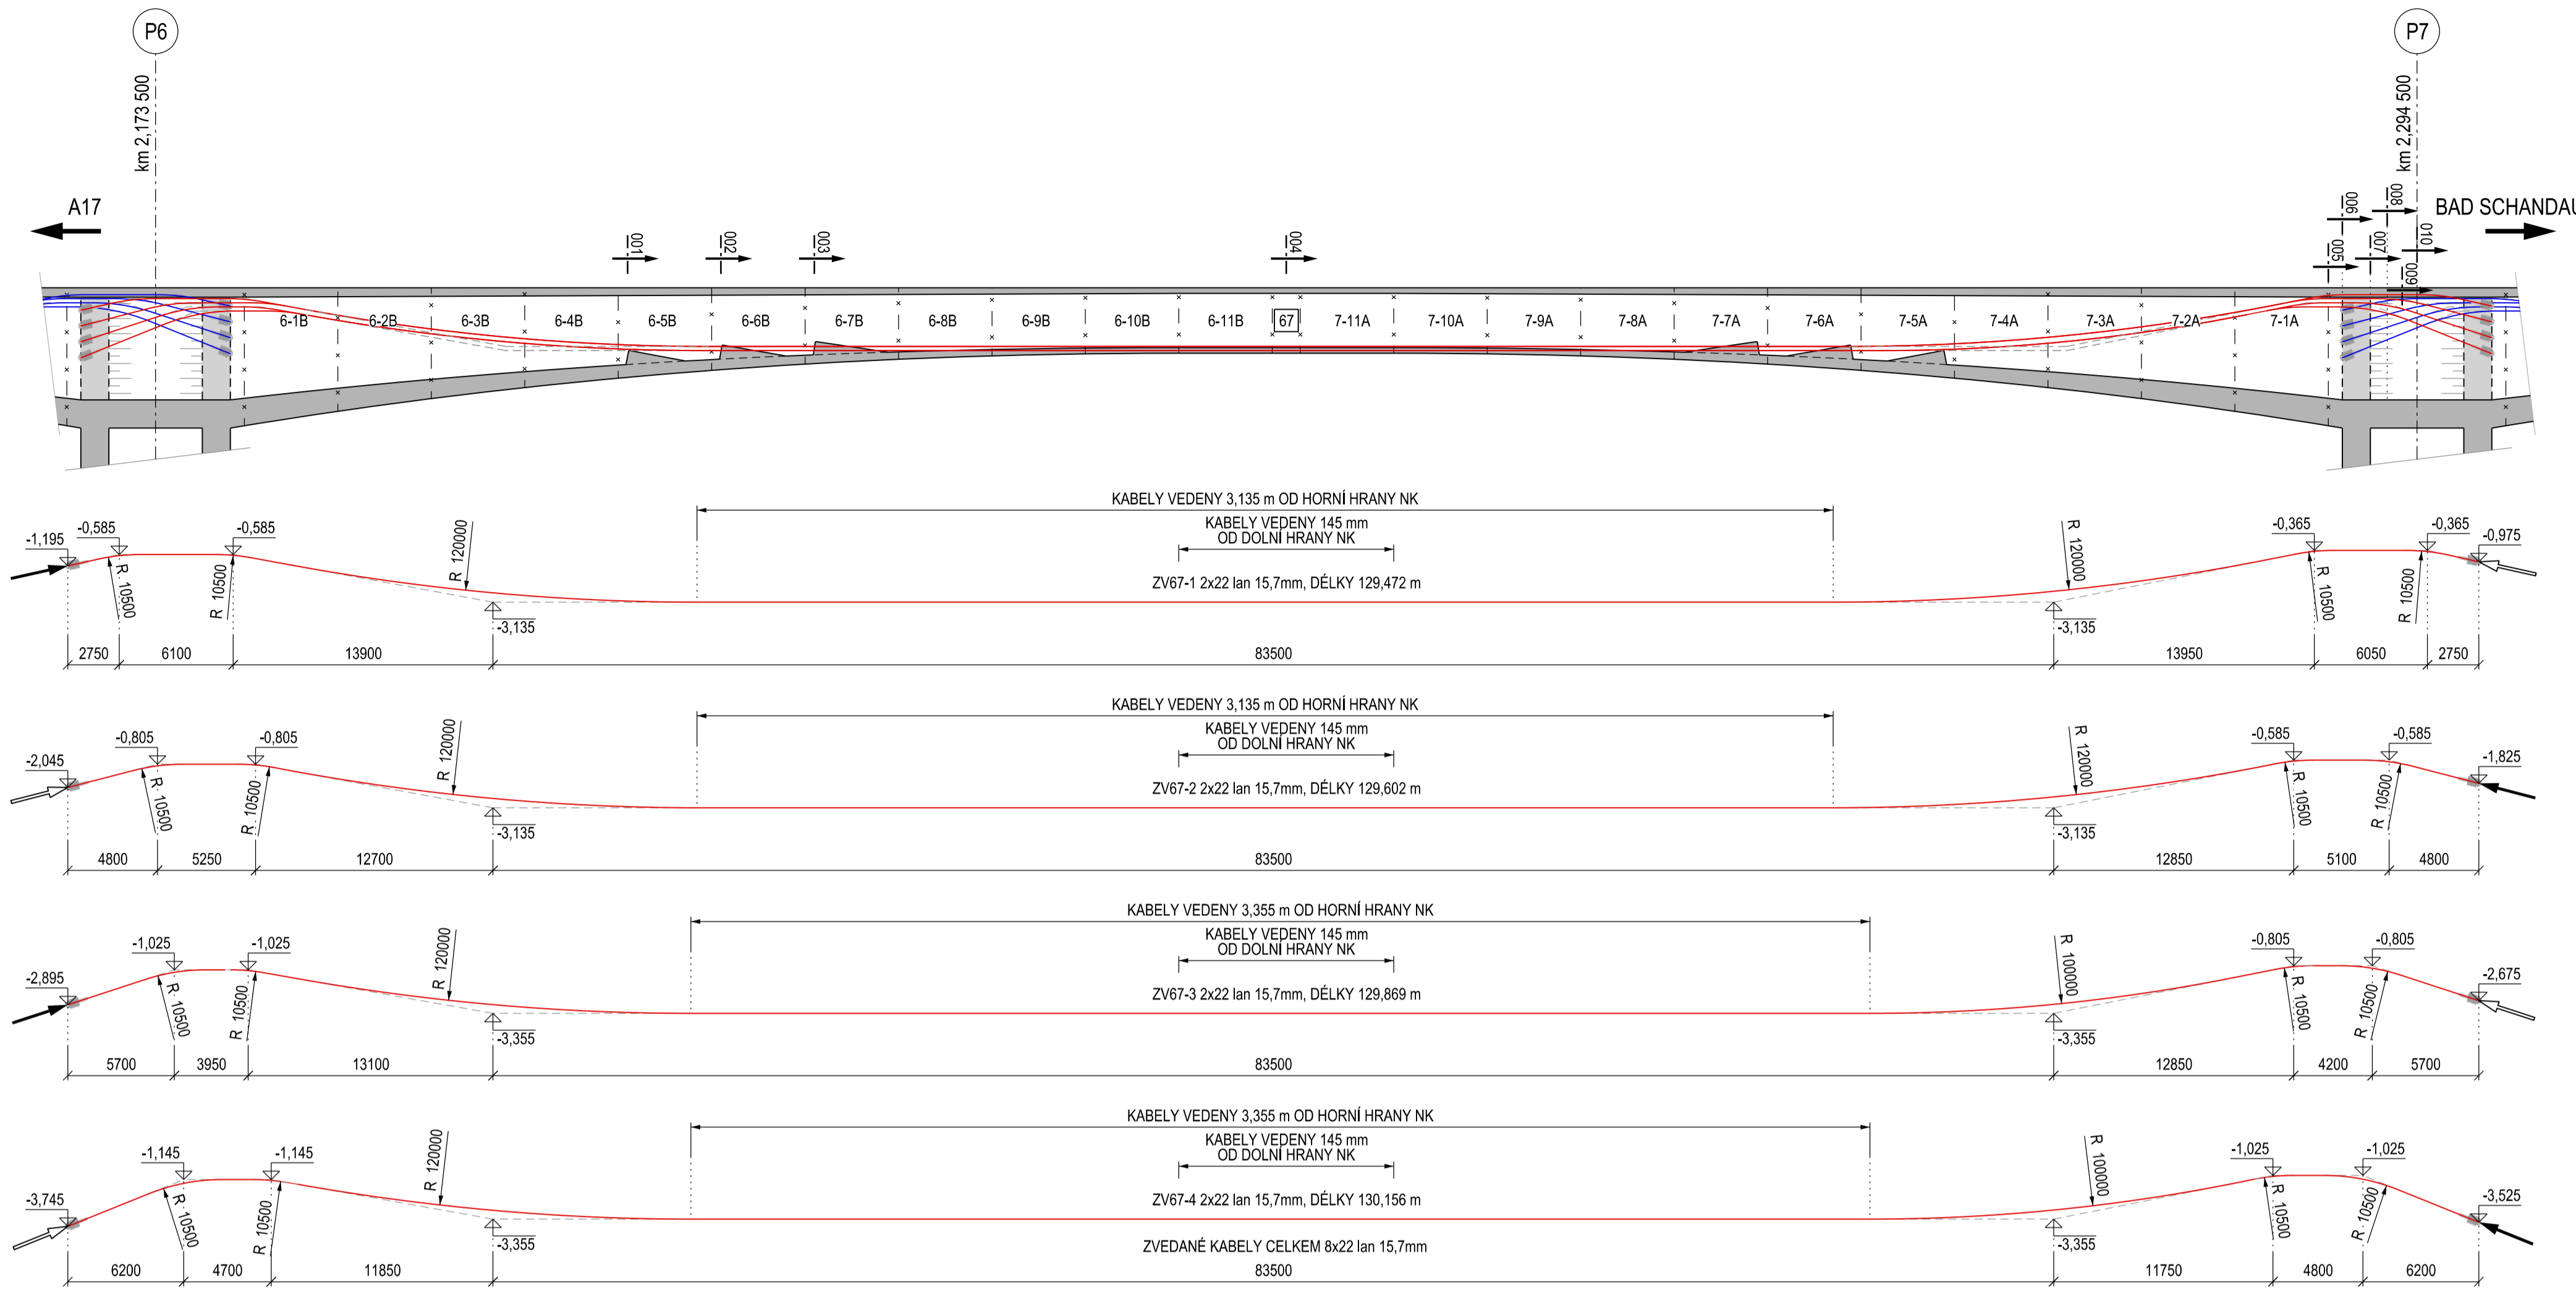 P6
P7
km 2,173 500
km 2,294 500
A17
BAD SCHANDAU
001
002
003
004
005
006
007
008
009
010
6-1B 6-2B 6-3B 6-4B 6-5B 6-6B 6-7B 6-8B 6-9B 6-10B 6-11B 67 7-11A 7-10A 7-9A 7-8A 7-7A 7-6A 7-5A 7-4A 7-3A 7-2A 7-1A
KABELY VEDENY 3,135 m OD HORNÍ HRANY NK
KABELY VEDENY 145 mm
OD DOLNÍ HRANY NK
-1,195 -0,585 -0,585 -0,365 -0,365 -0,975
R 10500 R 10500 R 120000 R 120000 R 10500 R 10500
ZV67-1 2x22 lan 15,7mm, DÉLKY 129,472 m
-3,135 -3,135
2750 6100 13900 83500 13950 6050 2750
KABELY VEDENY 3,135 m OD HORNÍ HRANY NK
KABELY VEDENY 145 mm
OD DOLNÍ HRANY NK
-2,045 -0,805 -0,805 -0,585 -0,585 -1,825
R 10500 R 10500 R 120000 R 120000 R 10500 R 10500
ZV67-2 2x22 lan 15,7mm, DÉLKY 129,602 m
-3,135 -3,135
4800 5250 12700 83500 12850 5100 4800
KABELY VEDENY 3,355 m OD HORNÍ HRANY NK
KABELY VEDENY 145 mm
OD DOLNÍ HRANY NK
-2,895 -1,025 -1,025 -0,805 -0,805 -2,675
R 10500 R 10500 R 120000 R 100000 R 10500 R 10500
ZV67-3 2x22 lan 15,7mm, DÉLKY 129,869 m
-3,355 -3,355
5700 3950 13100 83500 12850 4200 5700
KABELY VEDENY 3,355 m OD HORNÍ HRANY NK
KABELY VEDENY 145 mm
OD DOLNÍ HRANY NK
-3,745 -1,145 -1,145 -1,025 -1,025 -3,525
R 10500 R 10500 R 120000 R 100000 R 10500 R 10500
ZV67-4 2x22 lan 15,7mm, DÉLKY 130,156 m
-3,355 -3,355
ZVEDANÉ KABELY CELKEM 8x22 lan 15,7mm
6200 4700 11850 83500 11750 4800 6200